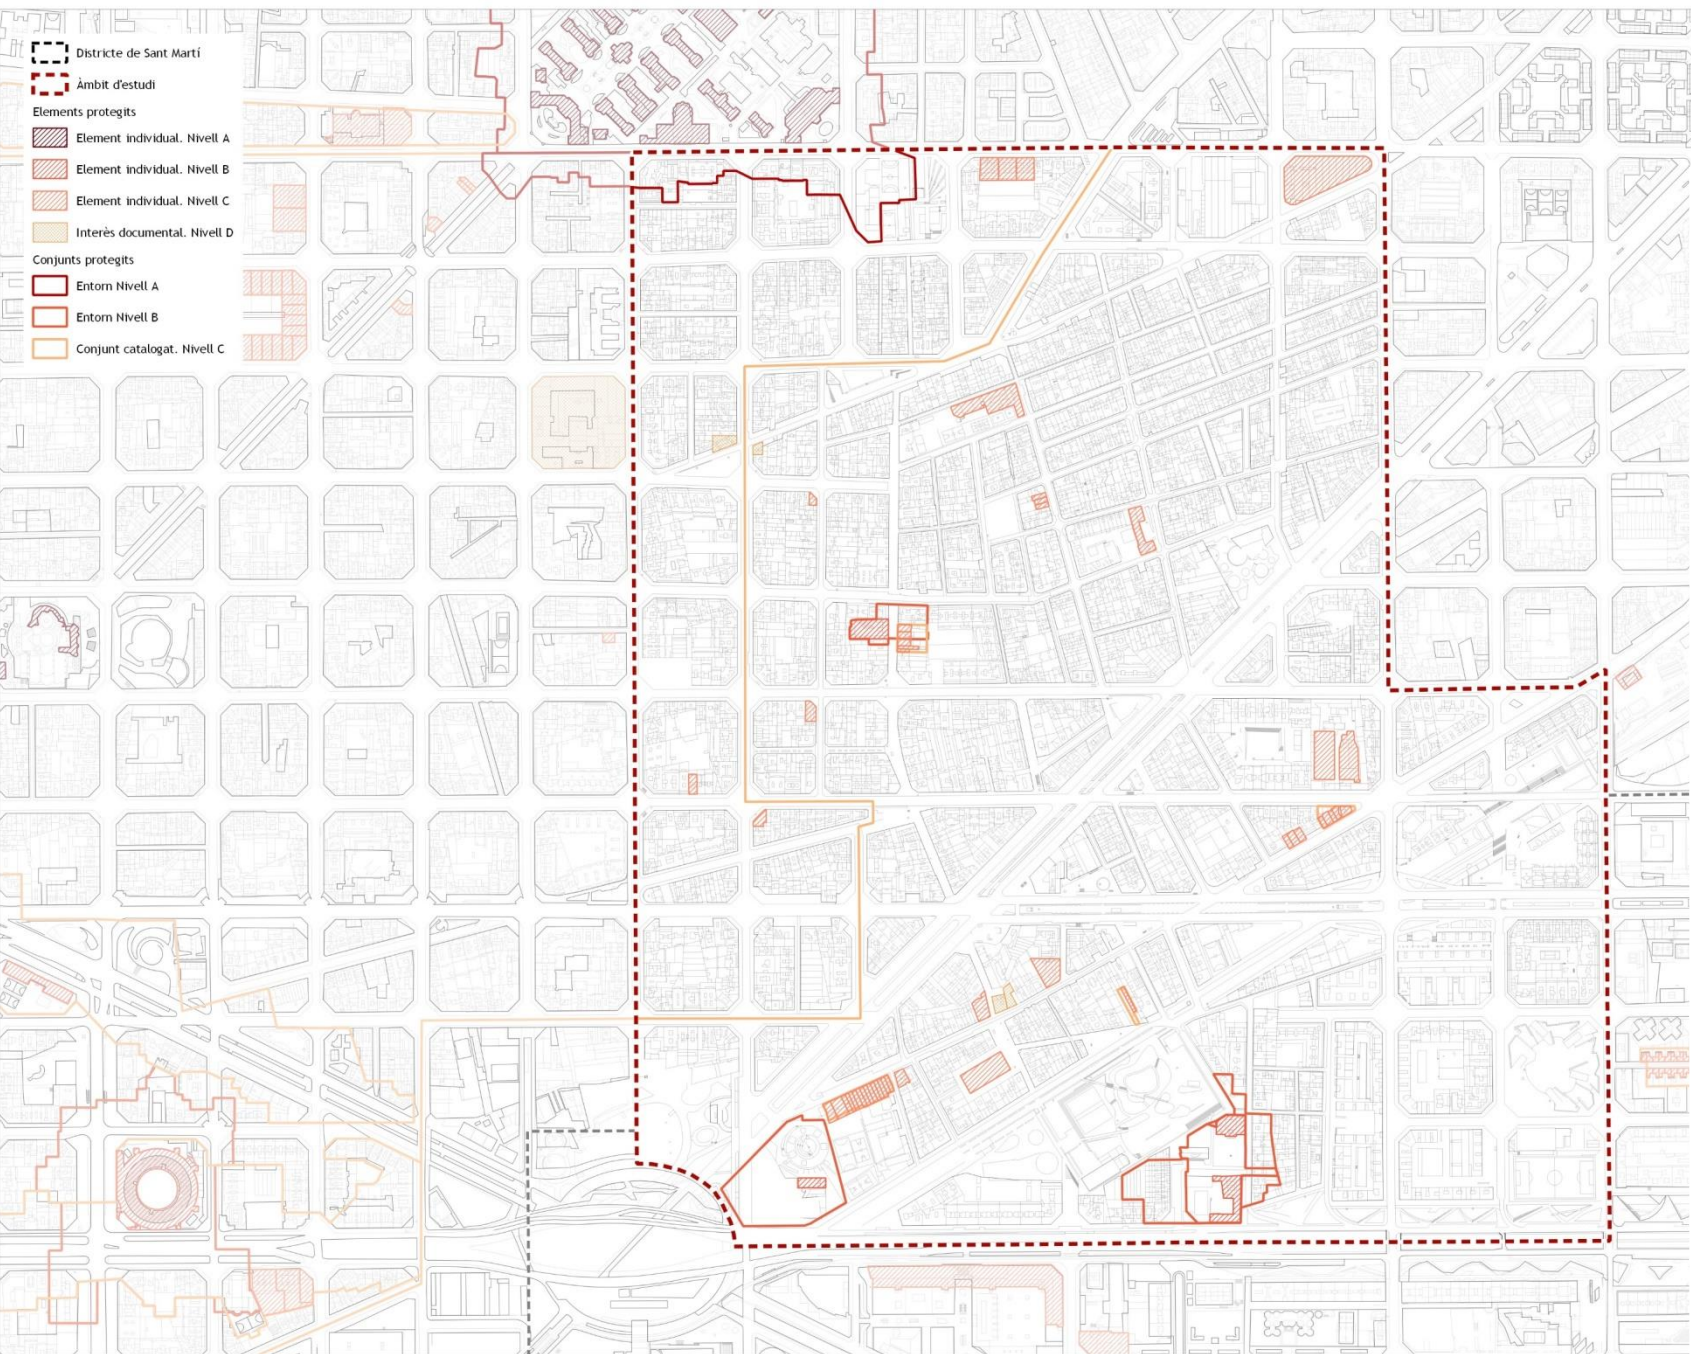 Districte de Sant Martí
Àmbit d'estudi
Elements protegits
Element individual. Nivell A
Element individual. Nivell B
Element individual. Nivell C
Interès documental. Nivell D
Conjunts protegits
Entorn Nivell A
Entorn Nivell B
Conjunt catalogat. Nivell C